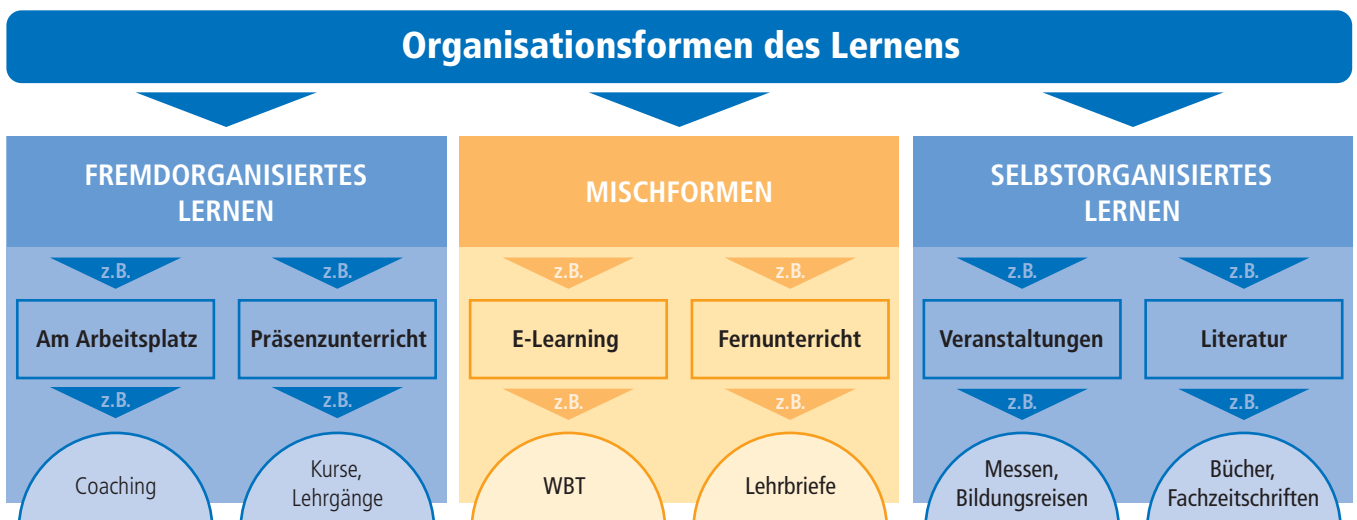 Organisationsformen des Lernens
FREMDORGANISIERTES
LERNEN
MISCHFORMEN
SELBSTORGANISIERTES
LERNEN
z.B.
z.B.
z.B.
z.B.
z.B.
z.B.
Am Arbeitsplatz
Präsenzunterricht
E-Learning
Fernunterricht
Veranstaltungen
Literatur
z.B.
z.B.
z.B.
z.B.
z.B.
z.B.
Coaching
Kurse,
Lehrgänge
WBT
Lehrbriefe
Messen,
Bildungsreisen
Bücher,
Fachzeitschriften